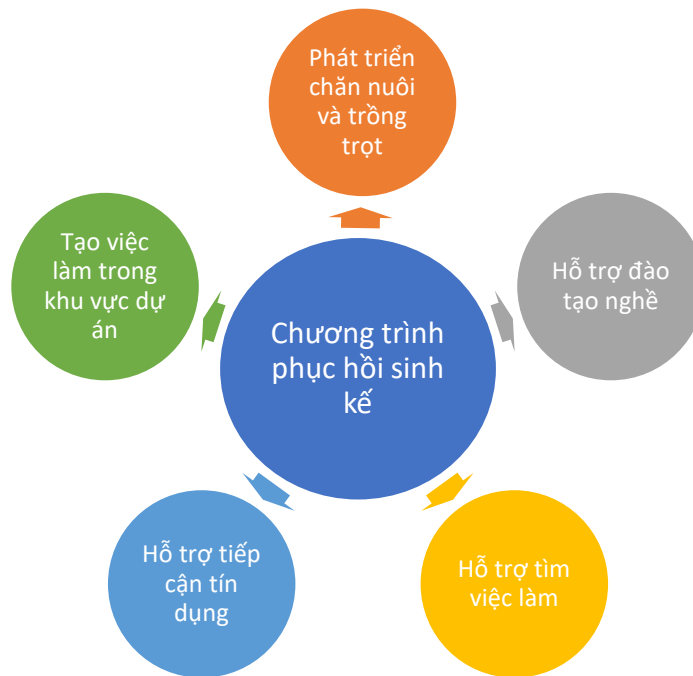 Phát triển
chăn nuôi
và trồng
trọt
Tạo việc
làm trong
khu vực dự
án
Hỗ trợ đào
tạo nghề
Chương trình
phục hồi sinh
kế
Hỗ trợ tiếp
cận tín
dụng
Hỗ trợ tìm
việc làm